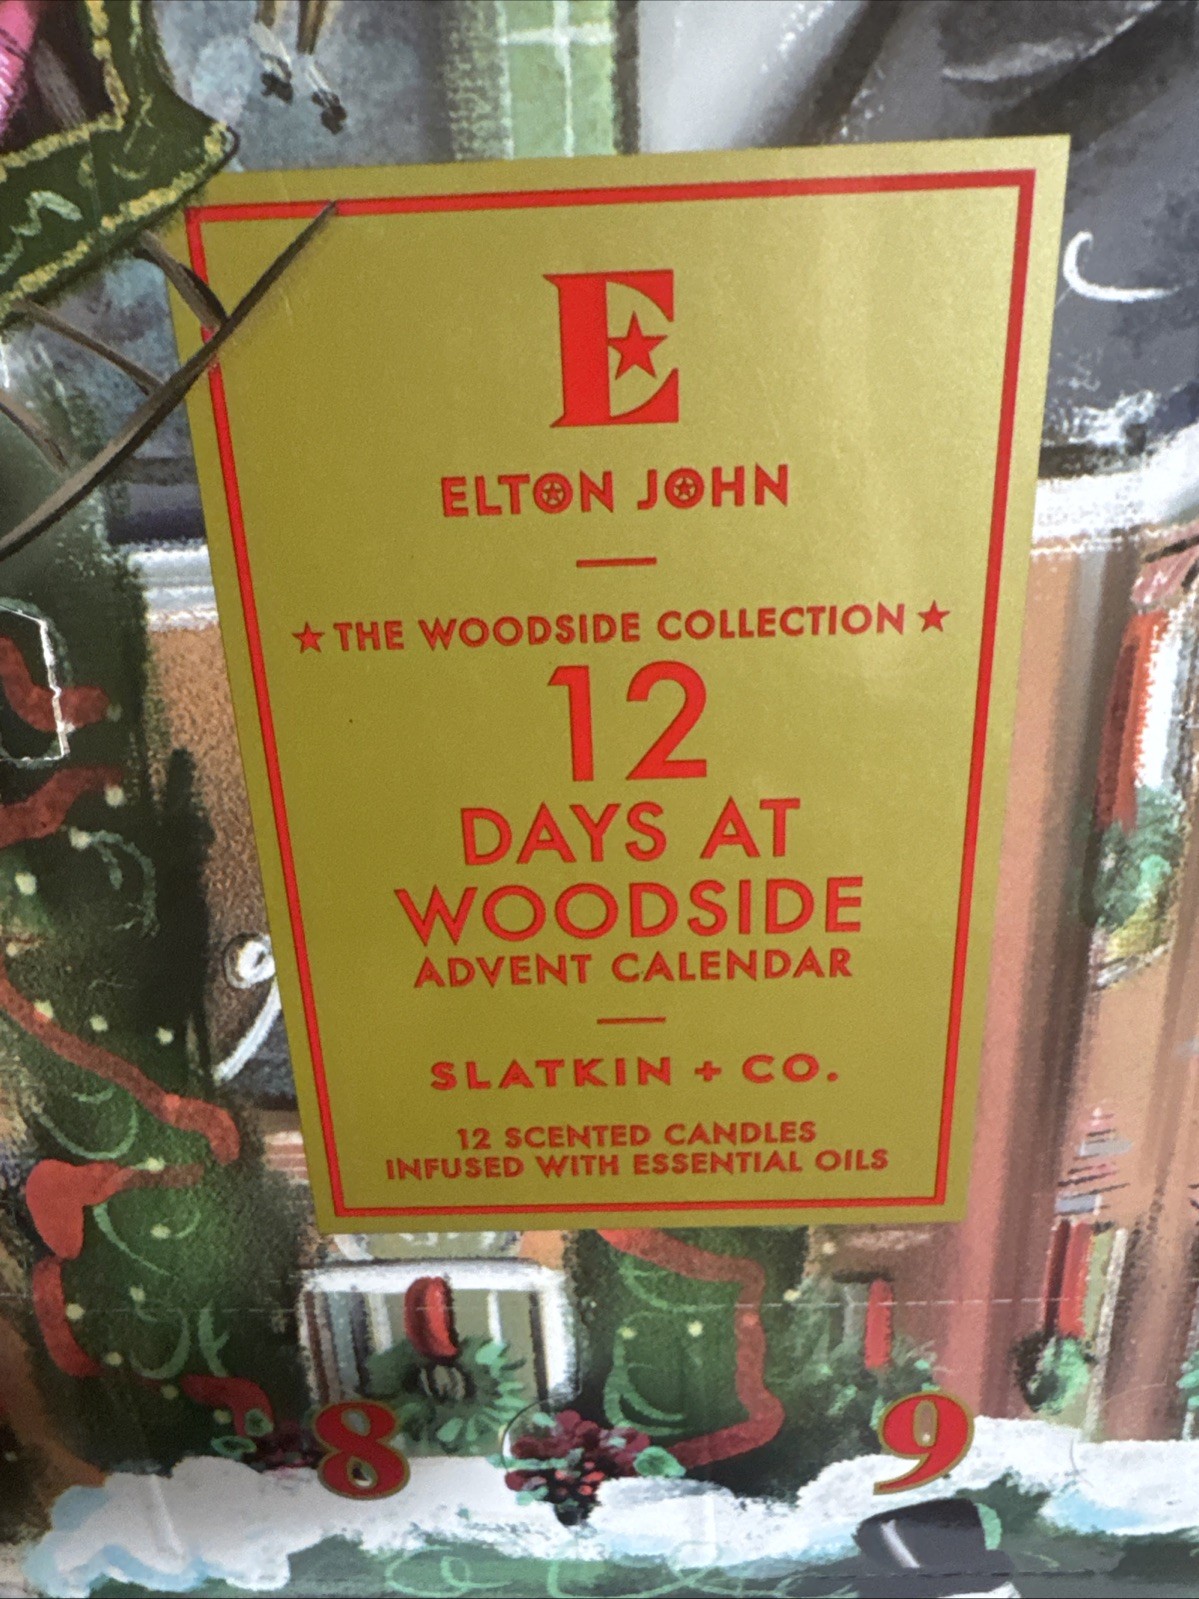 E
ELTON JOHN
★ THE WOODSIDE COLLECTION ★
12
DAYS AT
WOODSIDE
ADVENT CALENDAR
SLATKIN + CO.
12 SCENTED CANDLES
INFUSED WITH ESSENTIAL OILS
8 9